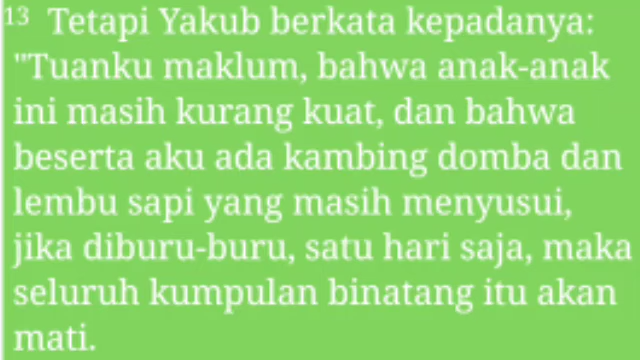 13 Tetapi Yakub berkata kepadanya:
"Tuanku maklum, bahwa anak-anak
ini masih kurang kuat, dan bahwa
beserta aku ada kambing domba dan
lembu sapi yang masih menyusui,
jika diburu-buru, satu hari saja, maka
seluruh kumpulan binatang itu akan
mati.